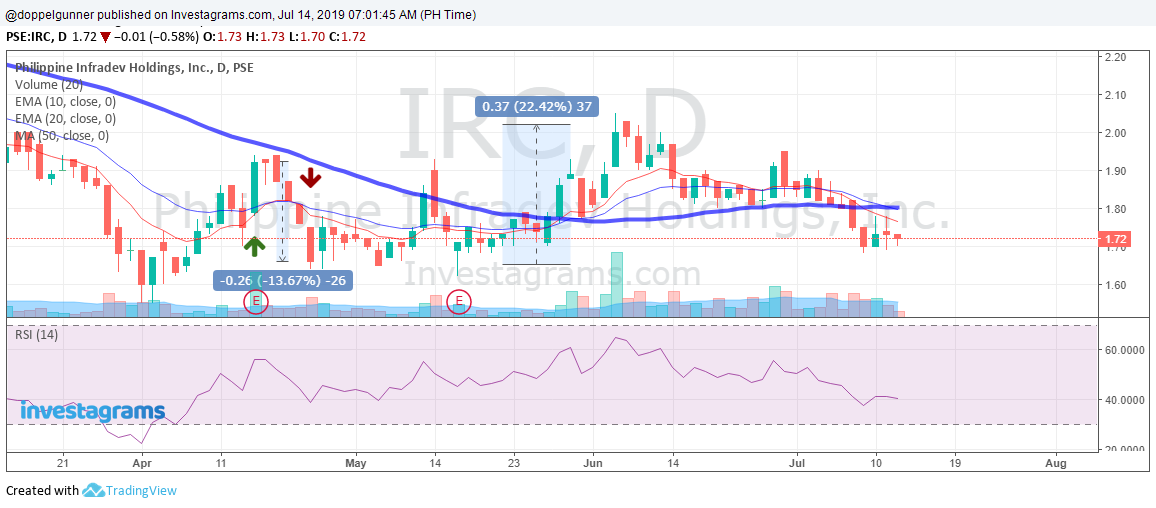 @doppelgunner published on Investagrams.com, Jul 14, 2019 07:01:45 AM (PH Time)
PSE:IRC, D 1.72 ▼ −0.01 (−0.58%) O:1.73 H:1.73 L:1.70 C:1.72
Philippine Infradev Holdings, Inc., D, PSE
Volume (20)
EMA (10, close, 0)
EMA (20, close, 0)
MA (50, close, 0)
IRC, D
Philippine Infradev Holdings, Inc.
Investagrams.com
0.37 (22.42%) 37
-0.26 (-13.67%) -26
E
E
2.20
2.10
2.00
1.90
1.80
1.72
1.70
1.60
RSI (14)
60.0000
40.0000
20.0000
investagrams
21 Apr 11 May 14 23 Jun 14 Jul 10 19 Aug
Created with TradingView